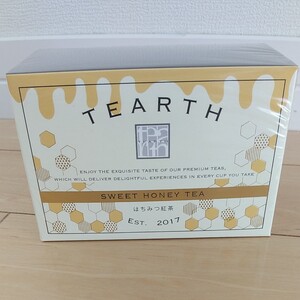 TEARTH
ENJOY THE EXQUISITE TASTE OF OUR PREMIUM TEAS,
WHICH WILL DELIVER DELIGHTFUL EXPERIENCES IN EVERY CUP YOU TAKE
SWEET HONEY TEA
はちみつ紅茶
EST. 2017